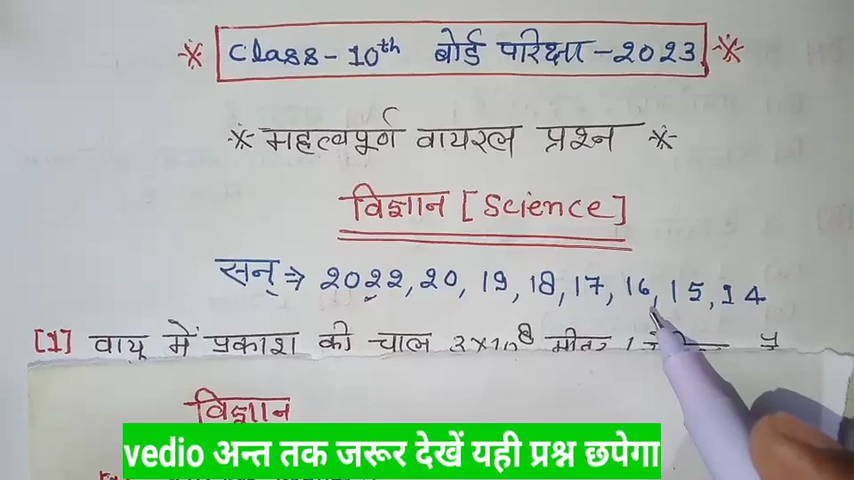 Class-10th बोर्ड परिक्षा-2023
महत्वपूर्ण वायरल प्रश्न
विज्ञान [Science]
सन् ⇒ 2022, 20, 19, 18, 17, 16, 15, 14
[1] वायु में प्रकाश की चाल 3×10⁸ मीटर
विज्ञान
vedio अन्त तक जरूर देखें यही प्रश्न छपेगा